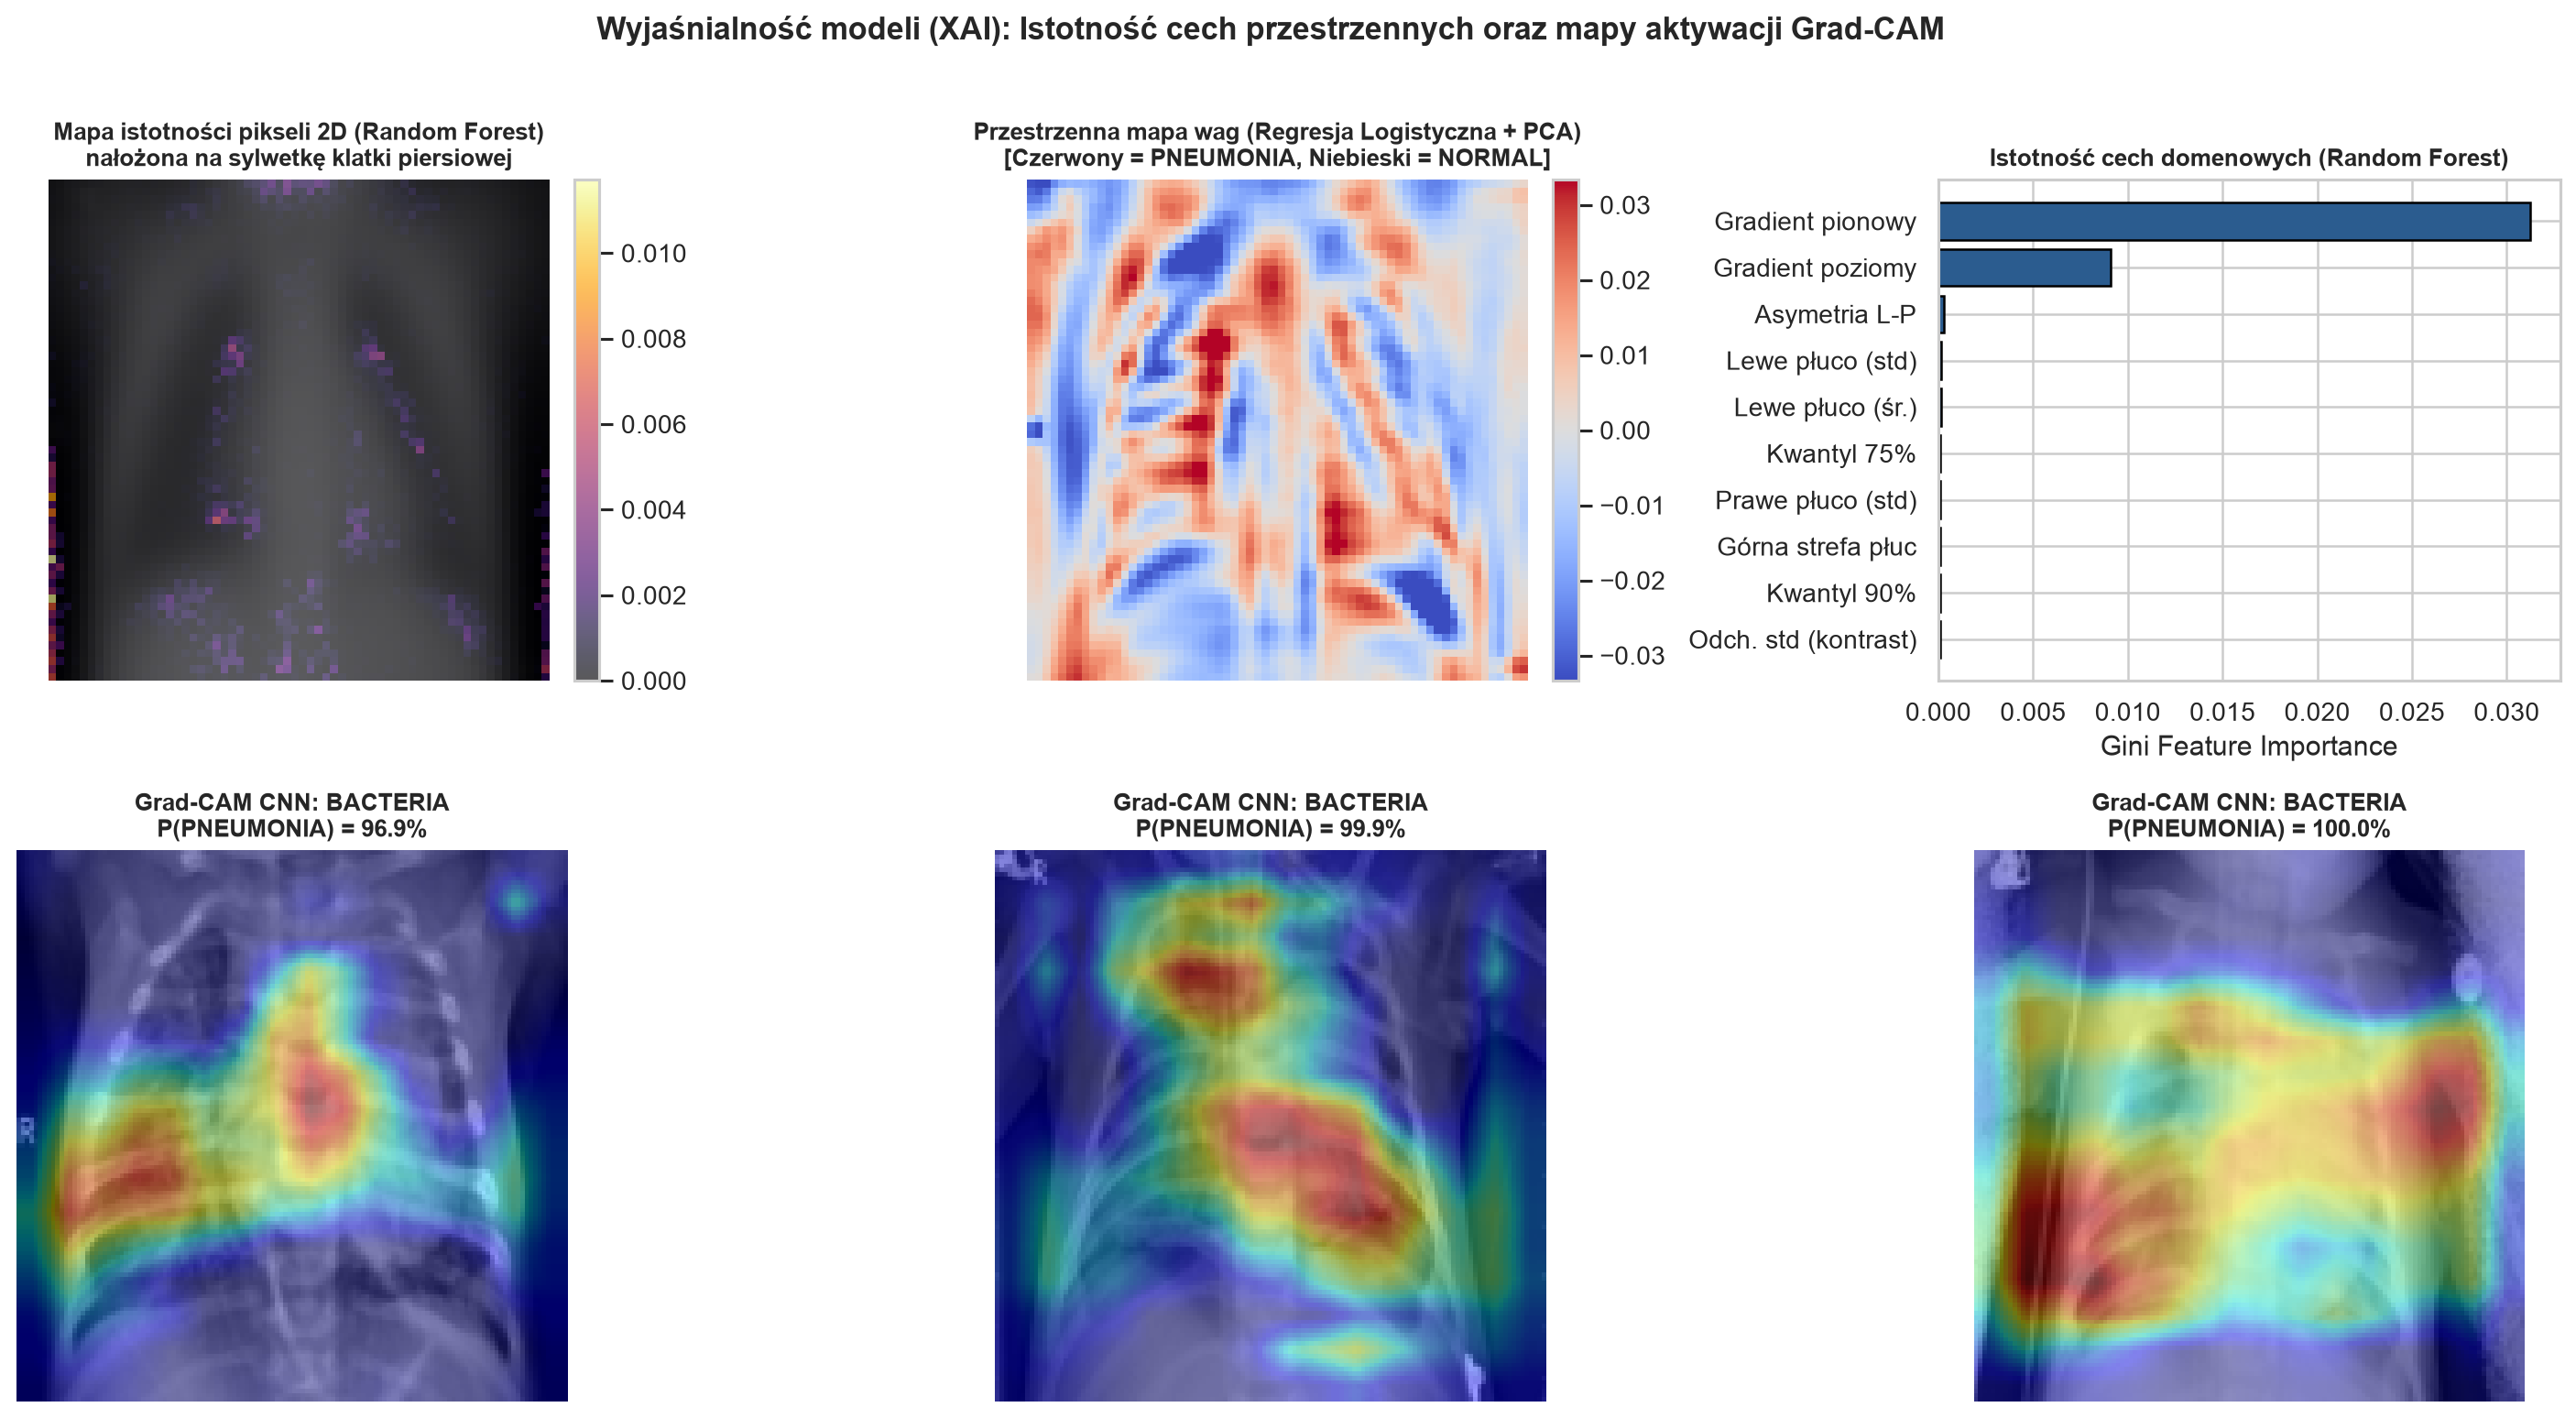 Wyjaśnialność modeli (XAI): Istotność cech przestrzennych oraz mapy aktywacji Grad-CAM
Mapa istotności pikseli 2D (Random Forest)
nałożona na sylwetkę klatki piersiowej
0.010
0.008
0.006
0.004
0.002
0.000
Przestrzenna mapa wag (Regresja Logistyczna + PCA)
[Czerwony = PNEUMONIA, Niebieski = NORMAL]
0.03
0.02
0.01
0.00
−0.01
−0.02
−0.03
Istotność cech domenowych (Random Forest)
Gradient pionowy
Gradient poziomy
Asymetria L-P
Lewe płuco (std)
Lewe płuco (śr.)
Kwantyl 75%
Prawe płuco (std)
Górna strefa płuc
Kwantyl 90%
Odch. std (kontrast)
0.000 0.005 0.010 0.015 0.020 0.025 0.030
Gini Feature Importance
Grad-CAM CNN: BACTERIA
P(PNEUMONIA) = 96.9%
R
Grad-CAM CNN: BACTERIA
P(PNEUMONIA) = 99.9%
R
Grad-CAM CNN: BACTERIA
P(PNEUMONIA) = 100.0%